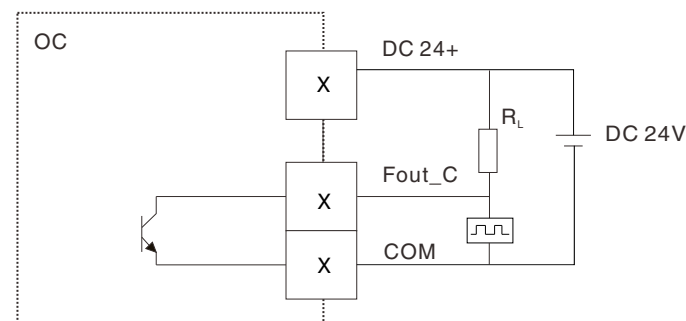 OC
DC 24+
X
R_L
DC 24V
Fout_C
X
COM
X